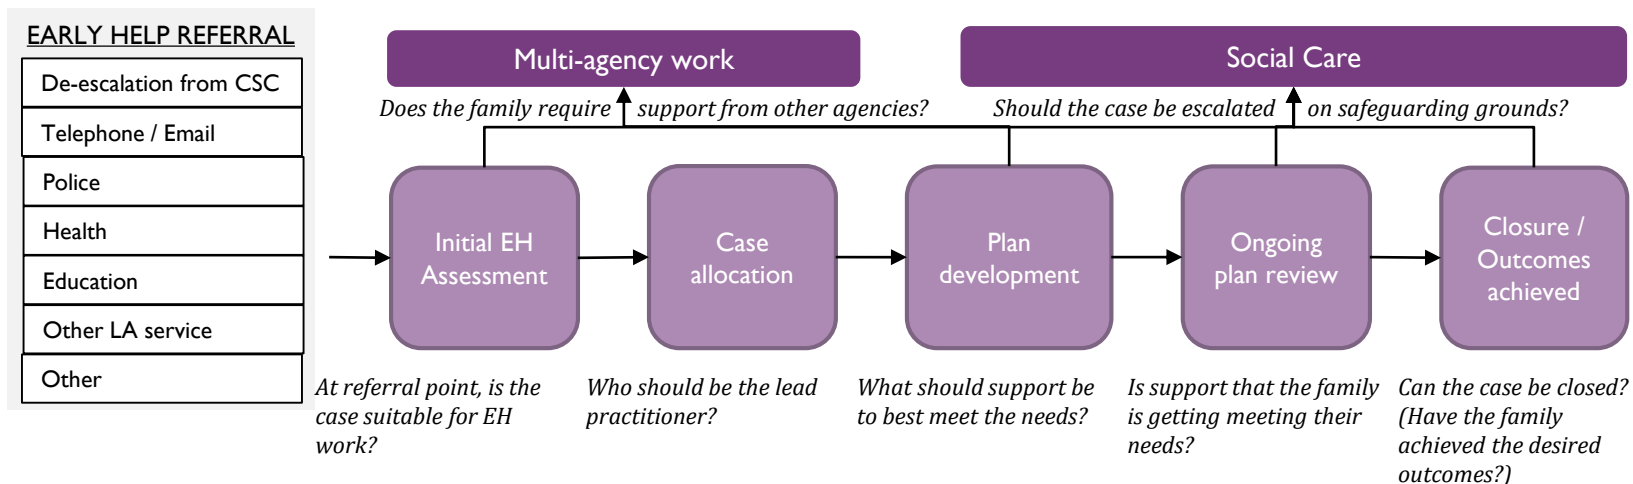 EARLY HELP REFERRAL
De-escalation from CSC
Telephone / Email
Police
Health
Education
Other LA service
Other
Multi-agency work
Social Care
Does the family require support from other agencies?
Should the case be escalated on safeguarding grounds?
Initial EH
Assessment
Case
allocation
Plan
development
Ongoing
plan review
Closure /
Outcomes
achieved
At referral point, is the
case suitable for EH
work?
Who should be the lead
practitioner?
What should support be
to best meet the needs?
Is support that the family
is getting meeting their
needs?
Can the case be closed?
(Have the family
achieved the desired
outcomes?)